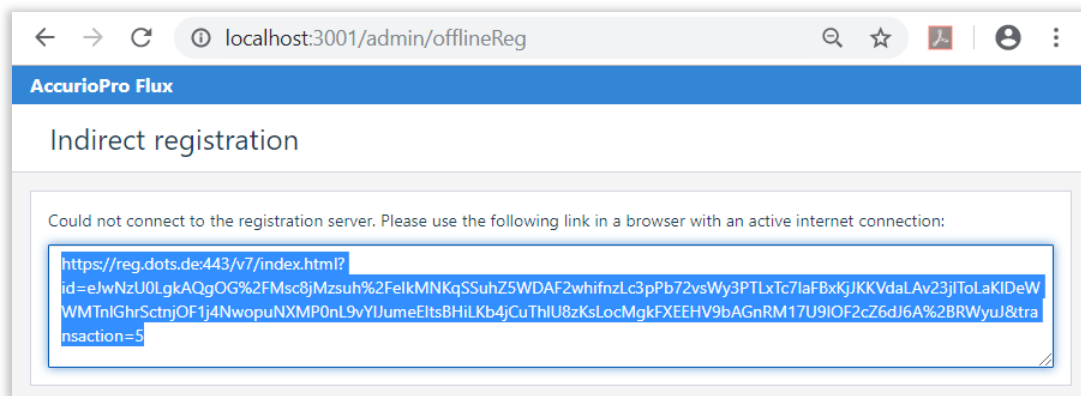 localhost:3001/admin/offlineReg
AccurioPro Flux
Indirect registration
Could not connect to the registration server. Please use the following link in a browser with an active internet connection:
https://reg.dots.de:443/v7/index.html?
id=eJwNzU0LgkAQgOG%2FMsc8jMzsuh%2FeIkMNKqSSuhZ5WDAF2whifnzLc3pPb72vsWy3PTLxTc7IaFBxKjJKKVdaLAv23jIToLaKIDeW
WMTnIGhrSctnjOF1j4NwopuNXMP0nL9vYIJumeEItsBHiLKb4jCuThIU8zKsLocMgkFXEEHV9bAGnRM17U9IOF2cZ6dJ6A%2BRWyuJ&tra
nsaction=5